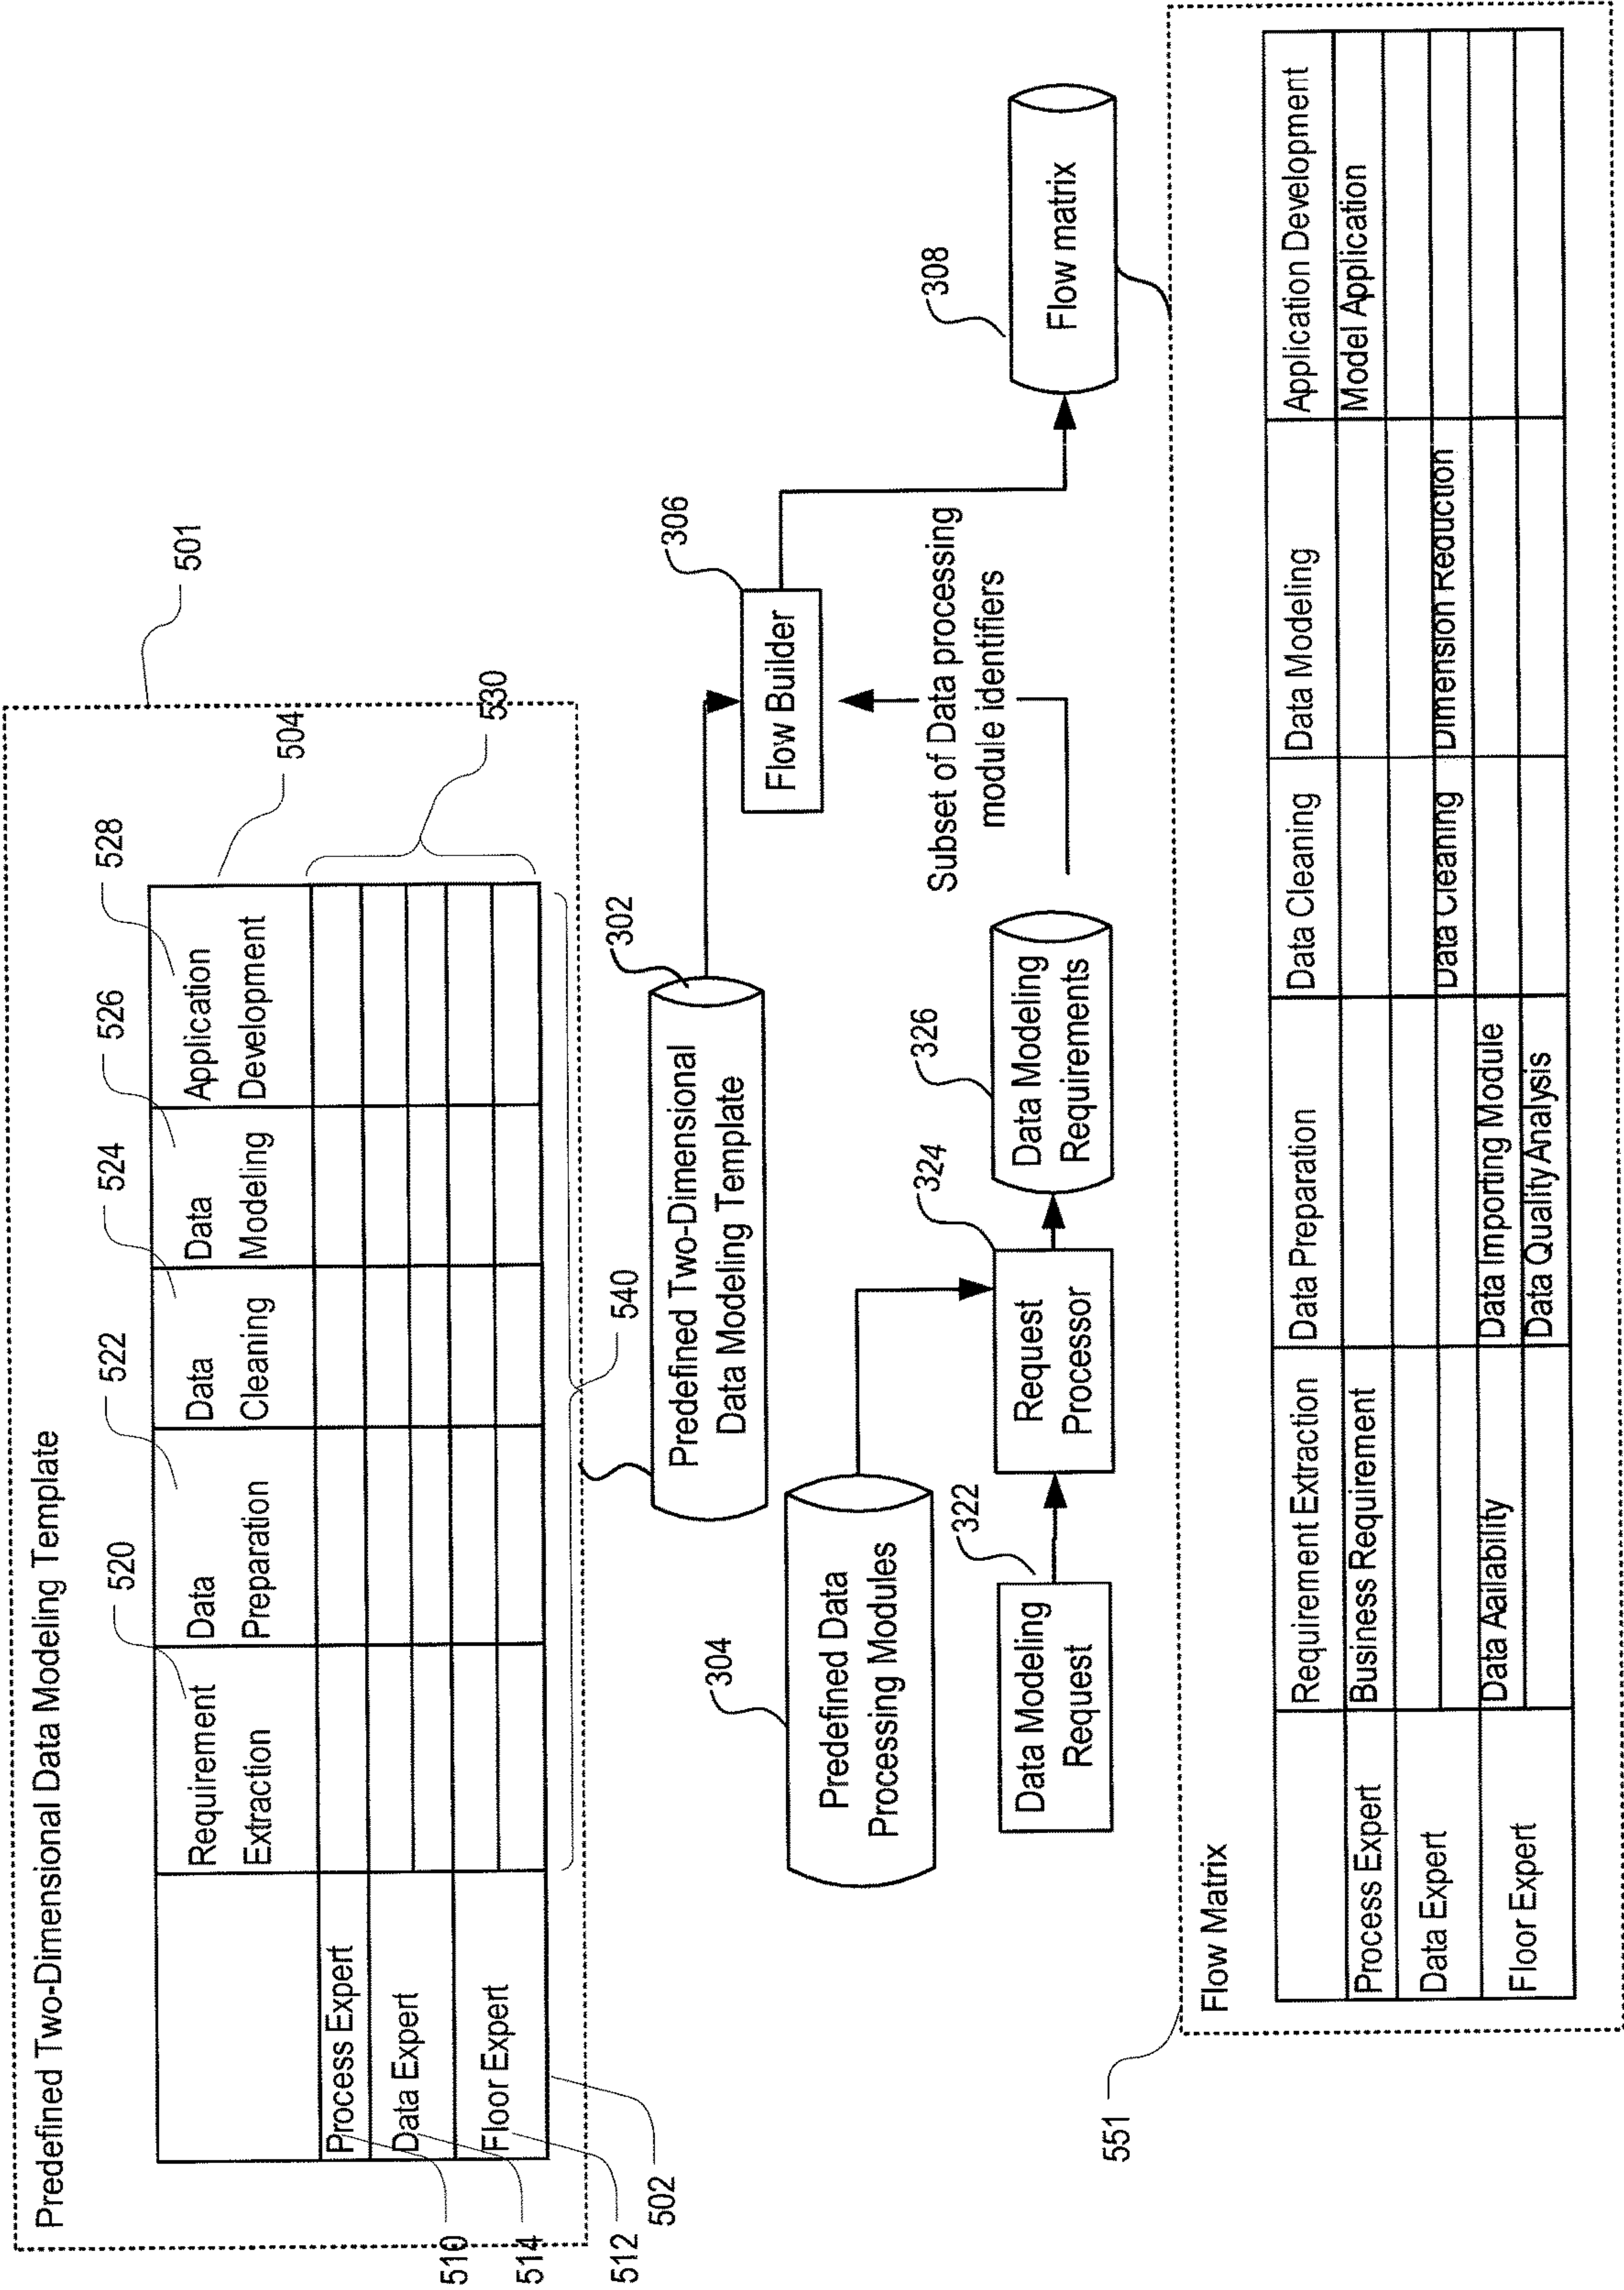 Predefined Two-Dimensional Data Modeling Template
501
520
522
524
526
528
504
Requirement
Extraction
Data
Preparation
Data
Cleaning
Data
Modeling
Application
Development
Process Expert
Data Expert
Floor Expert
530
510
514
512
502
540
302
Predefined Two-Dimensional
Data Modeling Template
306
Flow Builder
304
Predefined Data
Processing Modules
Subset of Data processing
module identifiers
322
Data Modeling
Request
324
Request
Processor
326
Data Modeling
Requirements
308
Flow matrix
551
Flow Matrix
Requirement Extraction
Data Preparation
Data Cleaning
Data Modeling
Application Development
Process Expert
Business Requirement
Model Application
Data Expert
Data Cleaning
Dimension Reduction
Floor Expert
Data Aailability
Data Importing Module
Data Quality Analysis